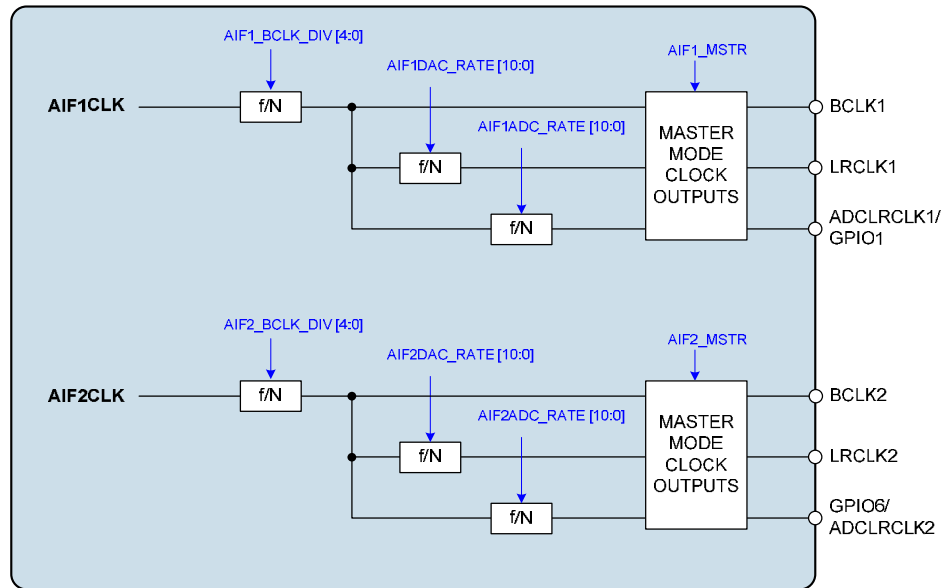 AIF1_BCLK_DIV [4:0]
AIF1_MSTR
AIF1DAC_RATE [10:0]
AIF1CLK
f/N
BCLK1
AIF1ADC_RATE [10:0]
MASTER
MODE
CLOCK
OUTPUTS
f/N
LRCLK1
f/N
ADCLRCLK1/
GPIO1
AIF2_BCLK_DIV [4:0]
AIF2_MSTR
AIF2DAC_RATE [10:0]
AIF2CLK
f/N
BCLK2
AIF2ADC_RATE [10:0]
MASTER
MODE
CLOCK
OUTPUTS
f/N
LRCLK2
f/N
GPIO6/
ADCLRCLK2